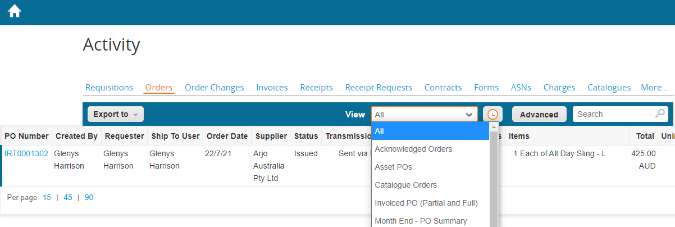 Activity
Requisitions Orders Order Changes Invoices Receipts Receipt Requests Contracts Forms ASNs Charges Catalogues More...
Export to View All Advanced Search
PO Number Created By Requester Ship To User Order Date Supplier Status Transmission Items Total
All
IRT0001302 Glenys Harrison Glenys Harrison Glenys Harrison 22/7/21 Arjo Australia Pty Ltd Issued Sent via 1 Each of All Day Sling - L 425.00 AUD
Acknowledged Orders
Asset POs
Catalogue Orders
Per page 15 | 45 | 90
Invoiced PO (Partial and Full)
Month End - PO Summary